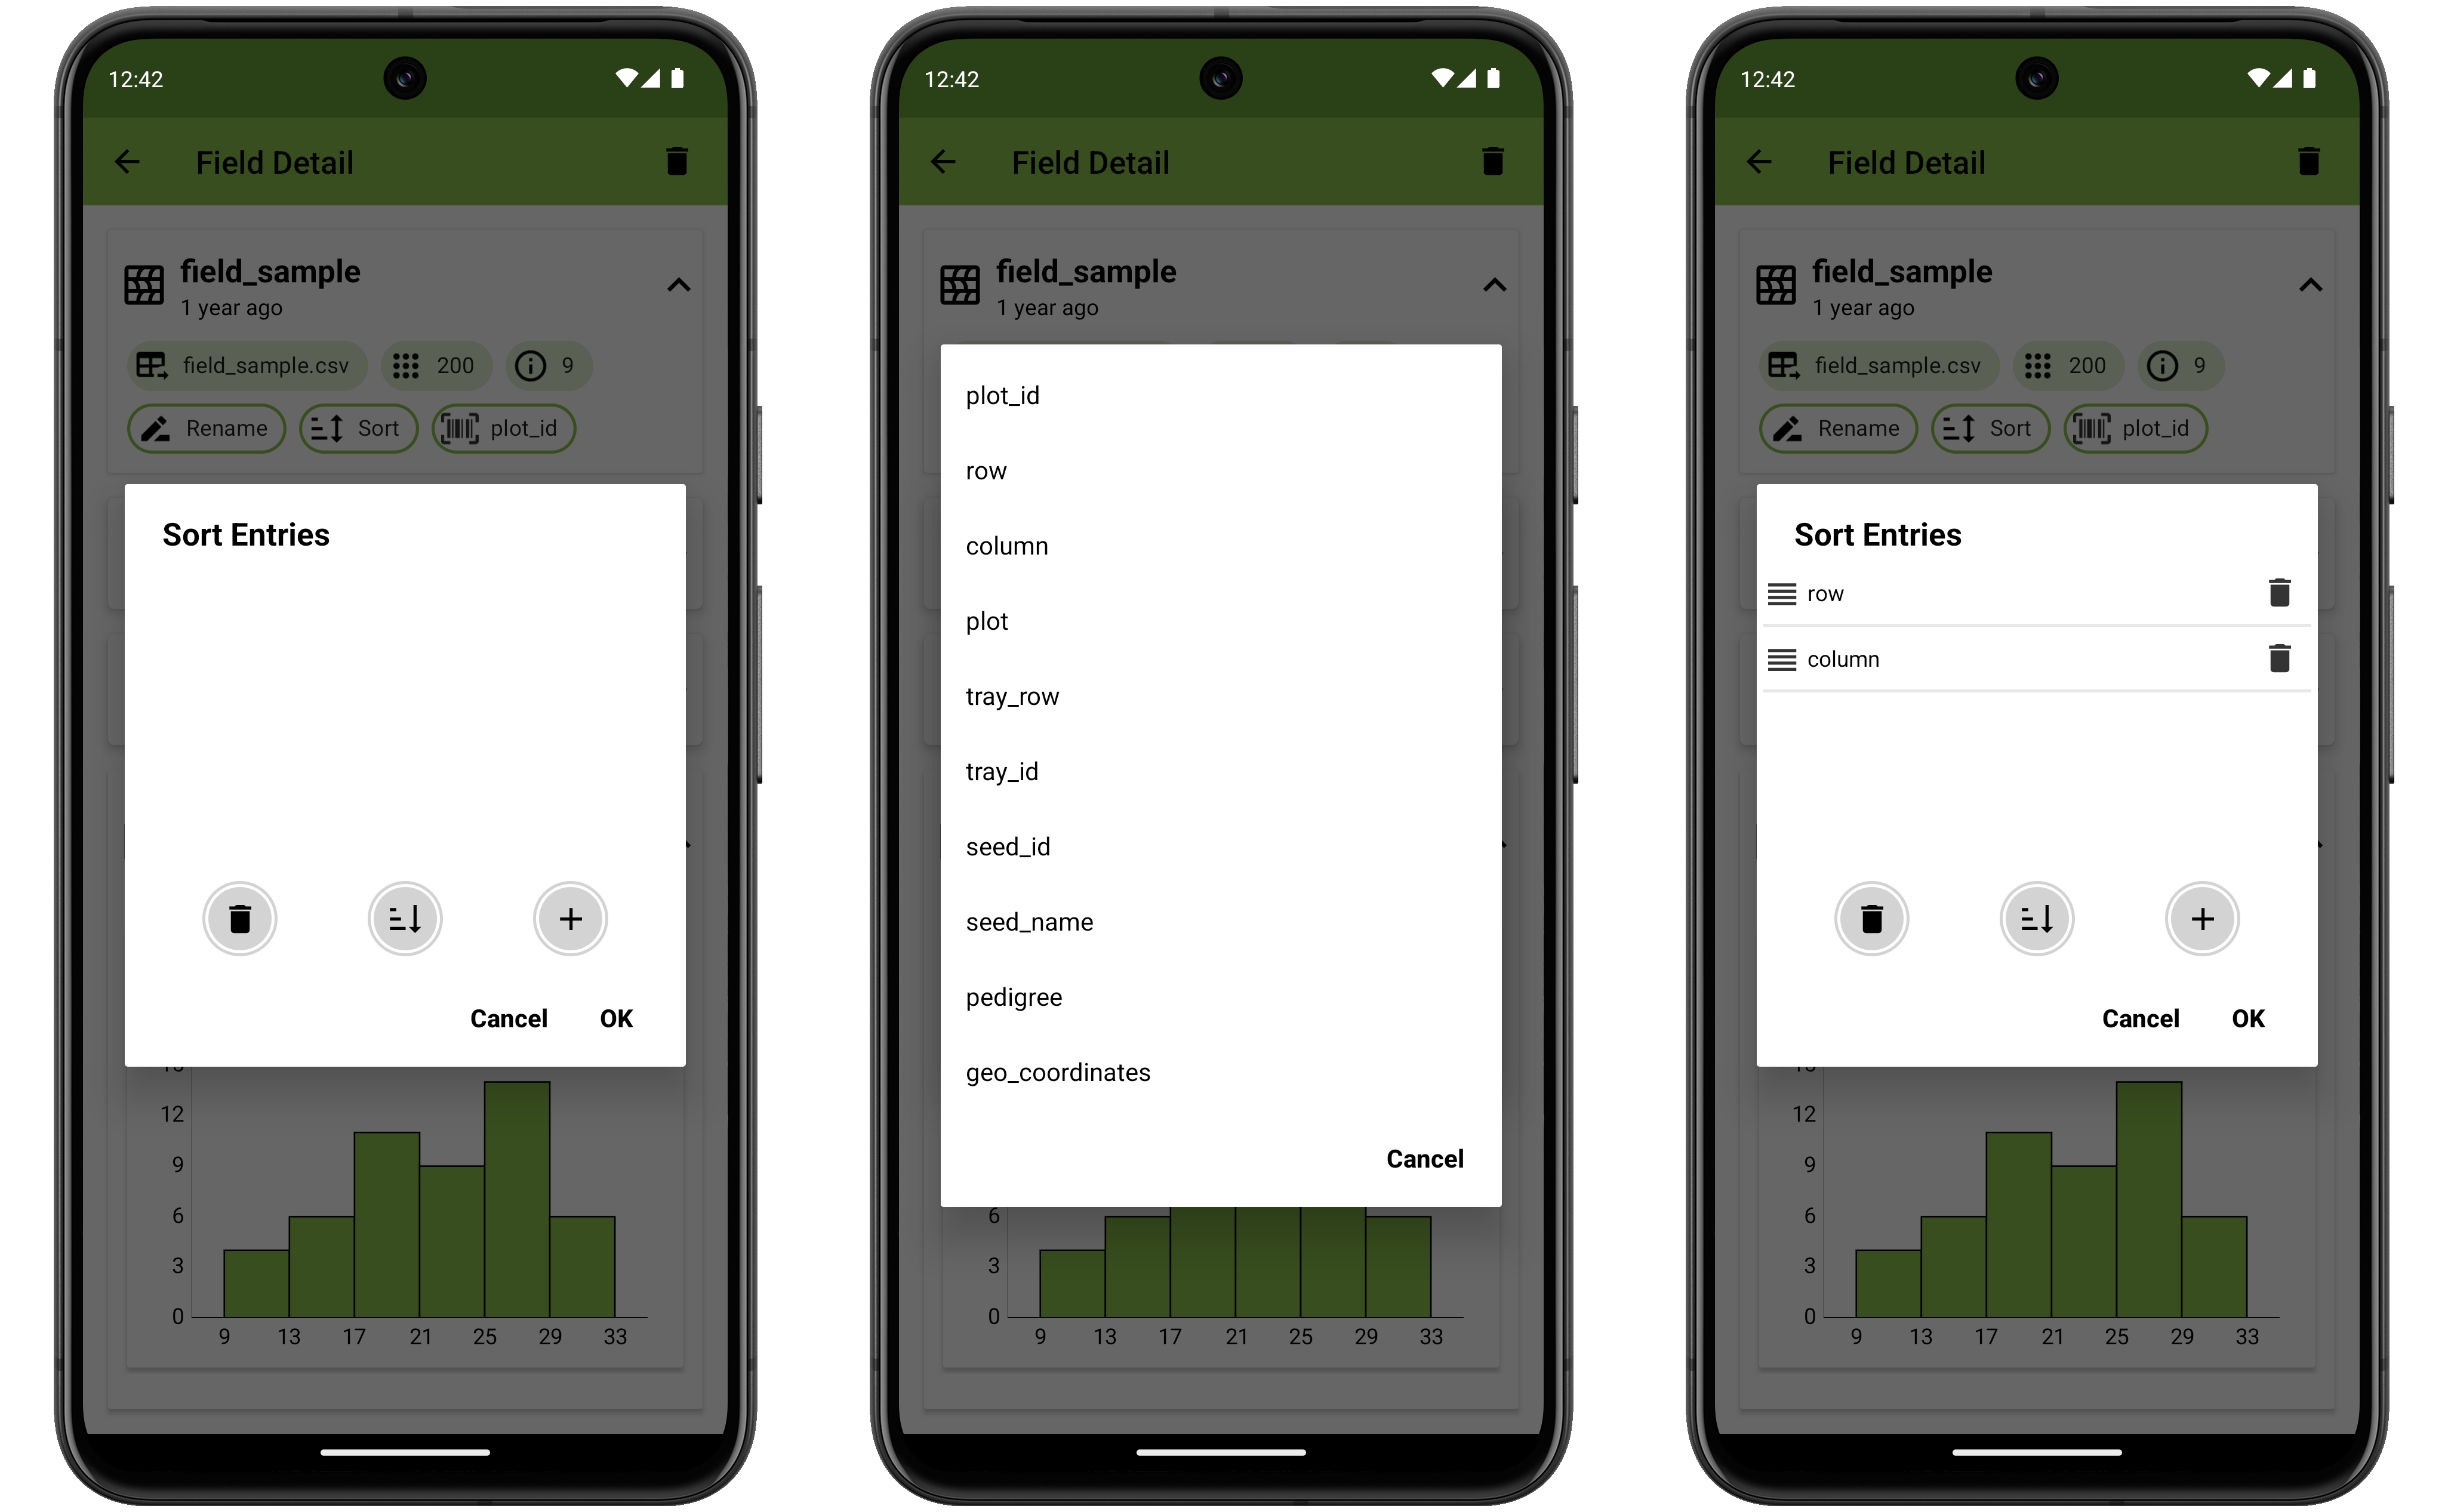 12:42
Field Detail
field_sample
1 year ago
field_sample.csv 200 9
Rename Sort plot_id
Sort Entries
Cancel OK
12
9
6
3
0
9 13 17 21 25 29 33
12:42
Field Detail
field_sample
1 year ago
plot_id
row
column
plot
tray_row
tray_id
seed_id
seed_name
pedigree
geo_coordinates
Cancel
6
3
0
9 13 17 21 25 29 33
12:42
Field Detail
field_sample
1 year ago
field_sample.csv 200 9
Rename Sort plot_id
Sort Entries
row
column
Cancel OK
12
9
6
3
0
9 13 17 21 25 29 33